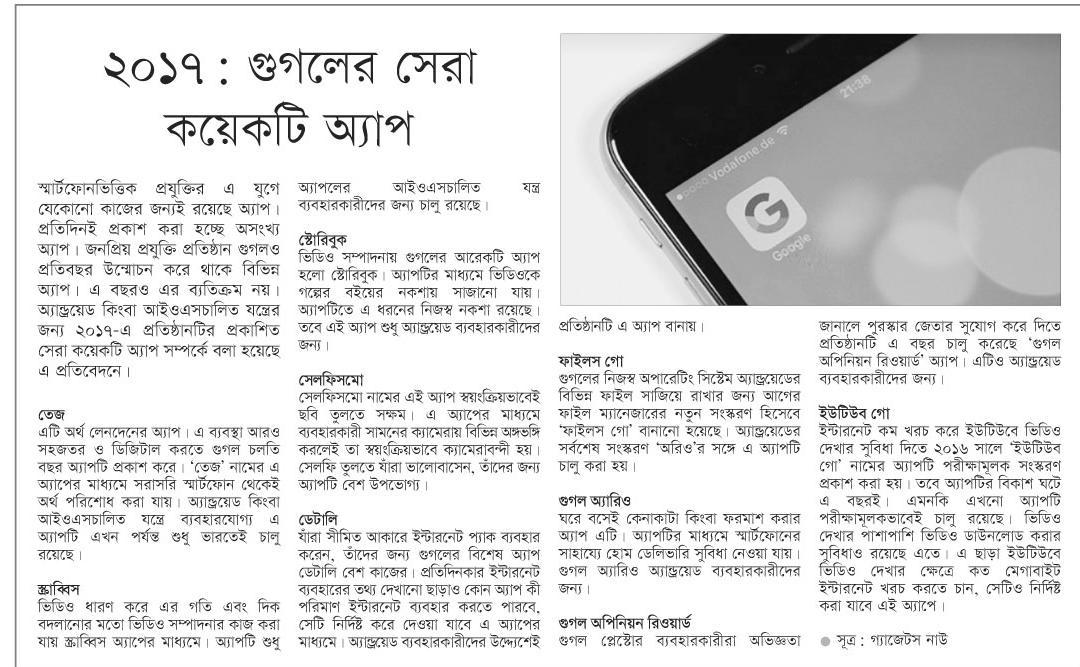 ২০১৭ : গুগলের সেরা
কয়েকটি অ্যাপ
স্মার্টফোনভিত্তিক প্রযুক্তির এ যুগে
যেকোনো কাজের জন্যই রয়েছে অ্যাপ।
প্রতিদিনই প্রকাশ করা হচ্ছে অসংখ্য
অ্যাপ। জনপ্রিয় প্রযুক্তি প্রতিষ্ঠান গুগলও
প্রতিবছর উন্মোচন করে থাকে বিভিন্ন
অ্যাপ। এ বছরও এর ব্যতিক্রম নয়।
অ্যান্ড্রয়েড কিংবা আইওএসচালিত যন্ত্রের
জন্য ২০১৭-এ প্রতিষ্ঠানটির প্রকাশিত
সেরা কয়েকটি অ্যাপ সম্পর্কে বলা হয়েছে
এ প্রতিবেদনে।
তেজ
এটি অর্থ লেনদেনের অ্যাপ। এ ব্যবস্থা আরও
সহজতর ও ডিজিটাল করতে গুগল চলতি
বছর অ্যাপটি প্রকাশ করে। ‘তেজ’ নামের এ
অ্যাপের মাধ্যমে সরাসরি স্মার্টফোন থেকেই
অর্থ পরিশোধ করা যায়। অ্যান্ড্রয়েড কিংবা
আইওএসচালিত যন্ত্রে ব্যবহারযোগ্য এ
অ্যাপটি এখন পর্যন্ত শুধু ভারতেই চালু
রয়েছে।
স্ক্রাব্বিস
ভিডিও ধারণ করে এর গতি এবং দিক
বদলানোর মতো ভিডিও সম্পাদনার কাজ করা
যায় স্ক্রাব্বিস অ্যাপের মাধ্যমে। অ্যাপটি শুধু
অ্যাপলের আইওএসচালিত যন্ত্র
ব্যবহারকারীদের জন্য চালু রয়েছে।
স্টোরিবুক
ভিডিও সম্পাদনায় গুগলের আরেকটি অ্যাপ
হলো স্টোরিবুক। অ্যাপটির মাধ্যমে ভিডিওকে
গল্পের বইয়ের নকশায় সাজানো যায়।
অ্যাপটিতে এ ধরনের নিজস্ব নকশা রয়েছে।
তবে এই অ্যাপ শুধু অ্যান্ড্রয়েড ব্যবহারকারীদের
জন্য।
সেলফিসমো
সেলফিসমো নামের এই অ্যাপ স্বয়ংক্রিয়ভাবেই
ছবি তুলতে সক্ষম। এ অ্যাপের মাধ্যমে
ব্যবহারকারী সামনের ক্যামেরায় বিভিন্ন অঙ্গভঙ্গি
করলেই তা স্বয়ংক্রিয়ভাবে ক্যামেরাবন্দী হয়।
সেলফি তুলতে যাঁরা ভালোবাসেন, তাঁদের জন্য
অ্যাপটি বেশ উপভোগ্য।
ডেটালি
যাঁরা সীমিত আকারে ইন্টারনেট প্যাক ব্যবহার
করেন, তাঁদের জন্য গুগলের বিশেষ অ্যাপ
ডেটালি বেশ কাজের। প্রতিদিনকার ইন্টারনেট
ব্যবহারের তথ্য দেখানো ছাড়াও কোন অ্যাপ কী
পরিমাণ ইন্টারনেট ব্যবহার করতে পারবে,
সেটি নির্দিষ্ট করে দেওয়া যাবে এ অ্যাপের
মাধ্যমে। অ্যান্ড্রয়েড ব্যবহারকারীদের উদ্দেশ্যেই
21:38
Vodafone.de
Google
প্রতিষ্ঠানটি এ অ্যাপ বানায়।
ফাইলস গো
গুগলের নিজস্ব অপারেটিং সিস্টেম অ্যান্ড্রয়েডের
বিভিন্ন ফাইল সাজিয়ে রাখার জন্য আগের
ফাইল ম্যানেজারের নতুন সংস্করণ হিসেবে
‘ফাইলস গো’ বানানো হয়েছে। অ্যান্ড্রয়েডের
সর্বশেষ সংস্করণ ‘অরিও’র সঙ্গে এ অ্যাপটি
চালু করা হয়।
গুগল অ্যারিও
ঘরে বসেই কেনাকাটা কিংবা ফরমাশ করার
অ্যাপ এটি। অ্যাপটির মাধ্যমে স্মার্টফোনের
সাহায্যে হোম ডেলিভারি সুবিধা নেওয়া যায়।
গুগল অ্যারিও অ্যান্ড্রয়েড ব্যবহারকারীদের
জন্য।
গুগল অপিনিয়ন রিওয়ার্ড
গুগল প্লেস্টোর ব্যবহারকারীরা অভিজ্ঞতা
জানালে পুরস্কার জেতার সুযোগ করে দিতে
প্রতিষ্ঠানটি এ বছর চালু করেছে ‘গুগল
অপিনিয়ন রিওয়ার্ড’ অ্যাপ। এটিও অ্যান্ড্রয়েড
ব্যবহারকারীদের জন্য।
ইউটিউব গো
ইন্টারনেট কম খরচ করে ইউটিউবে ভিডিও
দেখার সুবিধা দিতে ২০১৬ সালে ‘ইউটিউব
গো’ নামের অ্যাপটি পরীক্ষামূলক সংস্করণ
প্রকাশ করা হয়। তবে অ্যাপটির বিকাশ ঘটে
এ বছরই। এমনকি এখনো অ্যাপটি
পরীক্ষামূলকভাবেই চালু রয়েছে। ভিডিও
দেখার পাশাপাশি ভিডিও ডাউনলোড করার
সুবিধাও রয়েছে এতে। এ ছাড়া ইউটিউবে
ভিডিও দেখার ক্ষেত্রে কত মেগাবাইট
ইন্টারনেট খরচ করতে চান, সেটিও নির্দিষ্ট
করা যাবে এই অ্যাপে।
● সূত্র : গ্যাজেটস নাউ